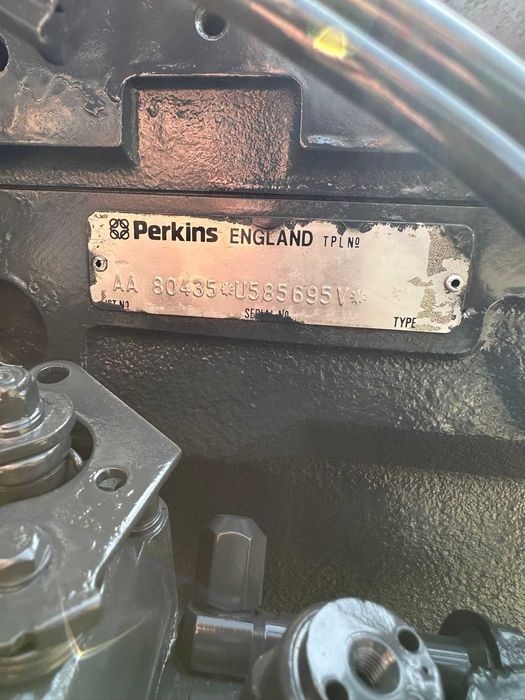 Perkins ENGLAND TPL Nº
AA 80435*U585695V*
SERIAL No TYPE